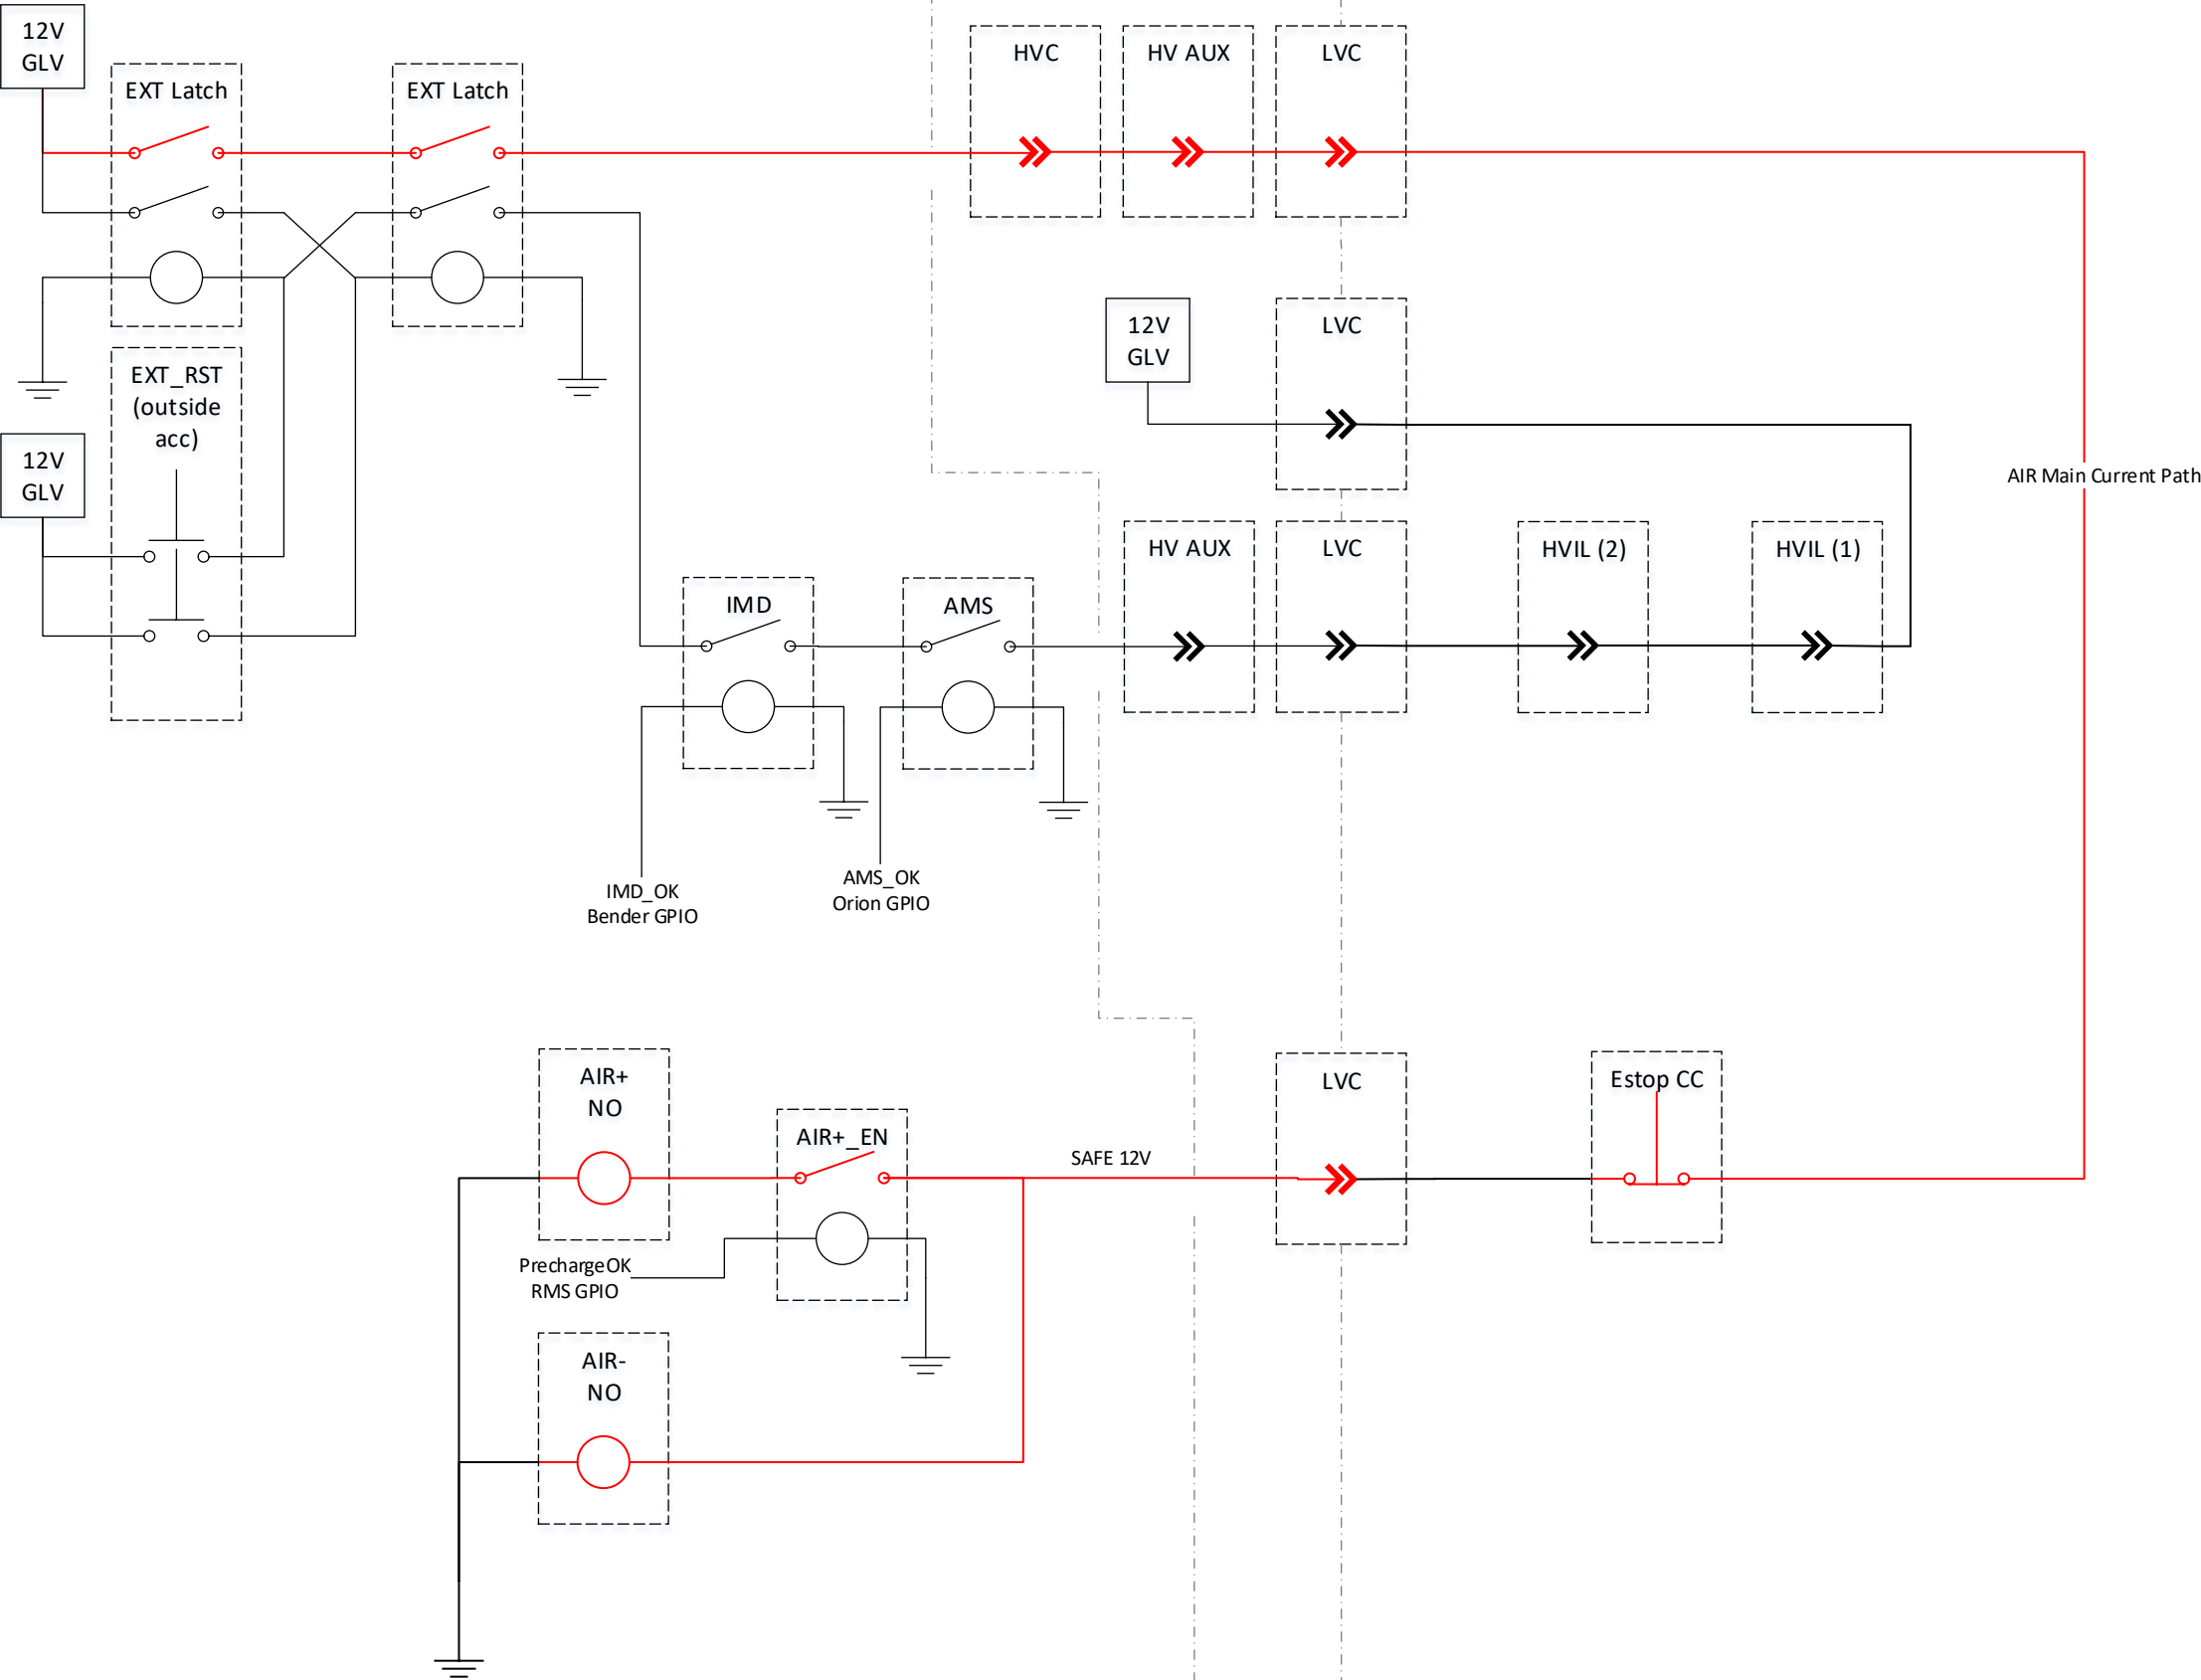 12V
GLV
EXT Latch
EXT Latch
HVC
HV AUX
LVC
12V
GLV
LVC
EXT_RST
(outside
acc)
12V
GLV
AIR Main Current Path
HV AUX
LVC
HVIL (2)
HVIL (1)
IMD
AMS
IMD_OK
Bender GPIO
AMS_OK
Orion GPIO
AIR+
NO
AIR+_EN
SAFE 12V
LVC
Estop CC
PrechargeOK
RMS GPIO
AIR-
NO